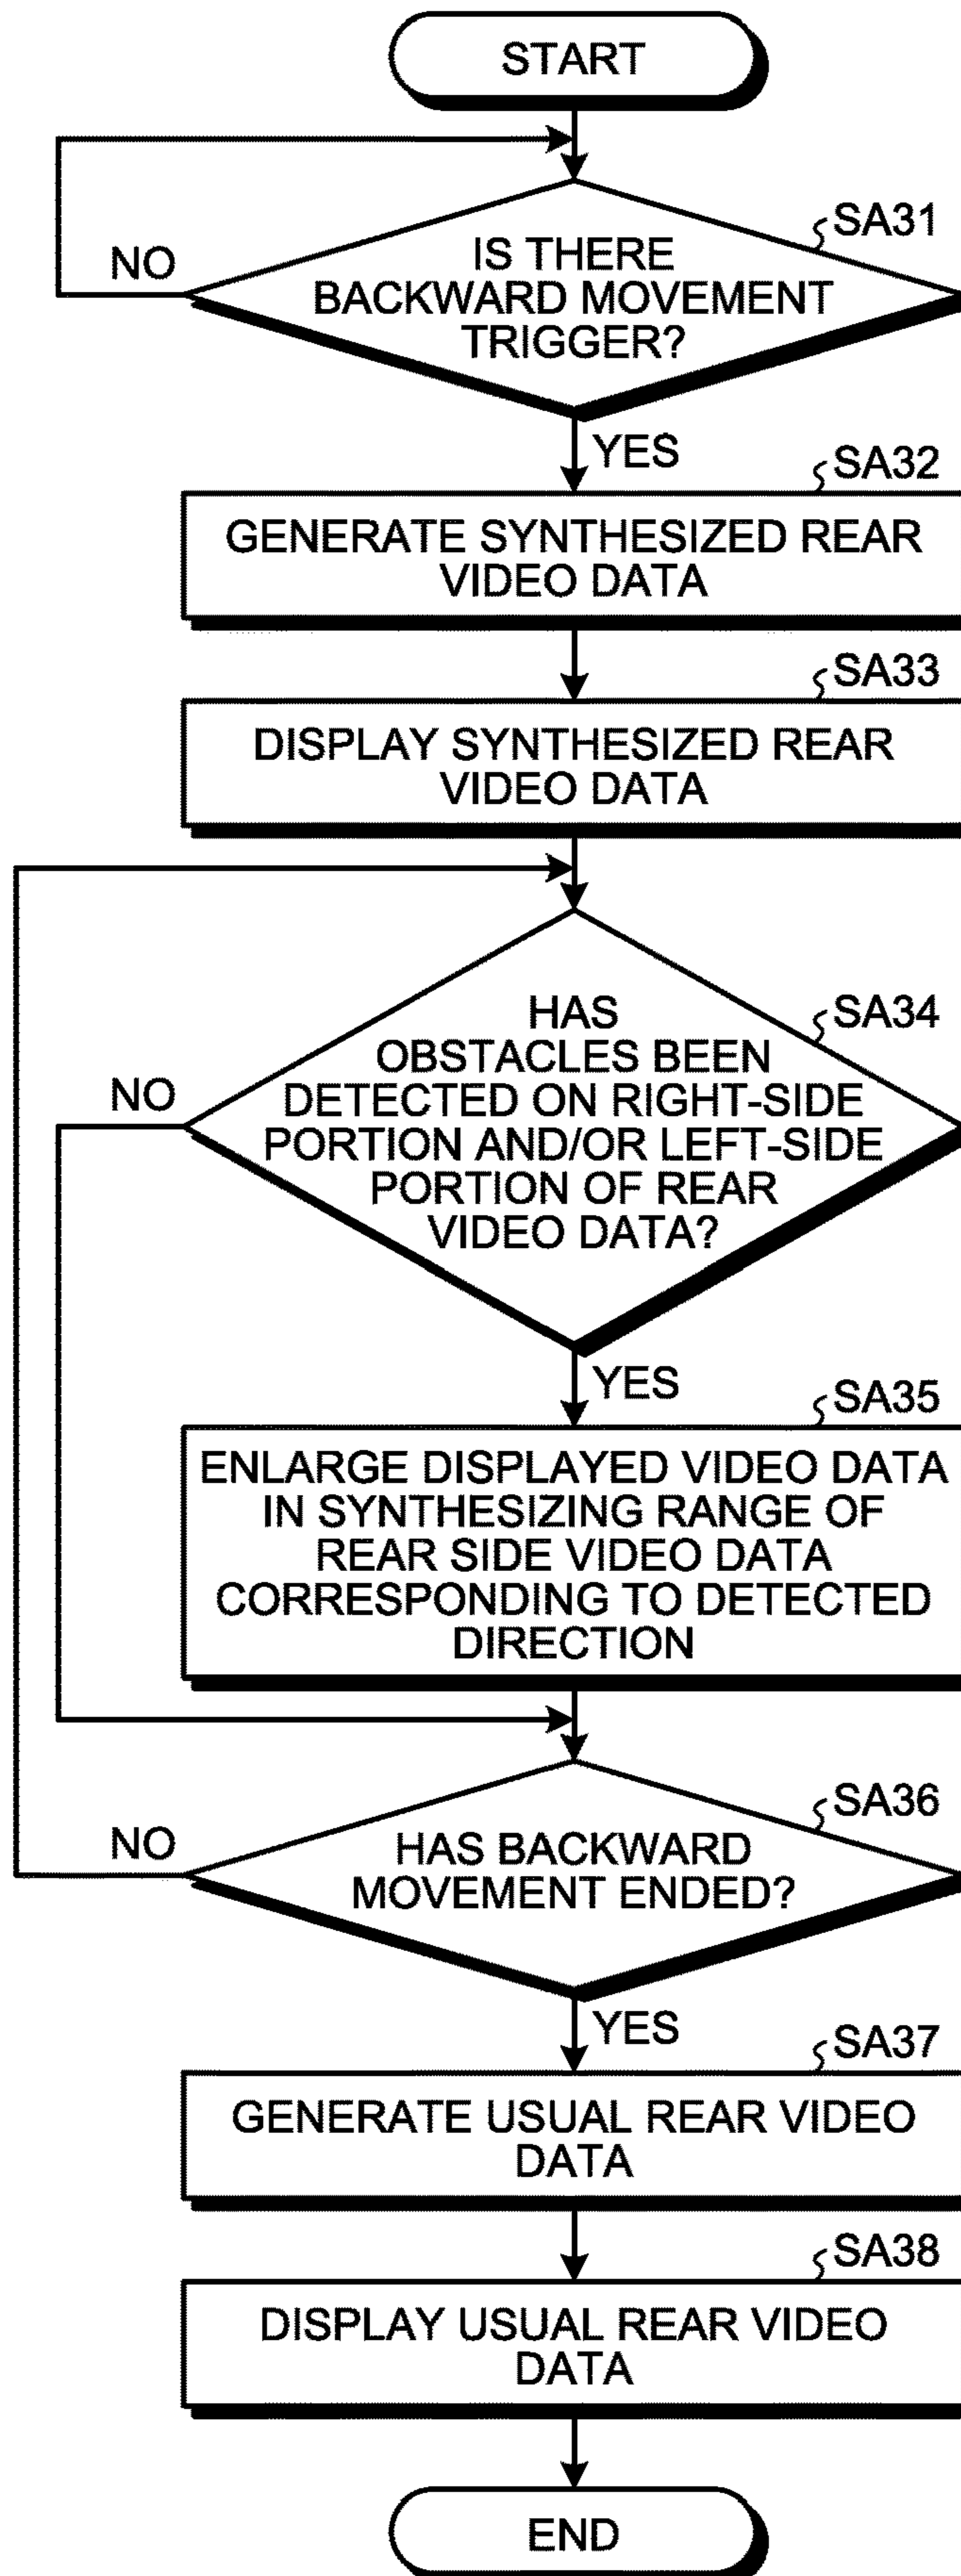 START
SA31
IS THERE
BACKWARD MOVEMENT
TRIGGER?
NO
YES
SA32
GENERATE SYNTHESIZED REAR
VIDEO DATA
SA33
DISPLAY SYNTHESIZED REAR
VIDEO DATA
SA34
HAS
OBSTACLES BEEN
DETECTED ON RIGHT-SIDE
PORTION AND/OR LEFT-SIDE
PORTION OF REAR
VIDEO DATA?
NO
YES
SA35
ENLARGE DISPLAYED VIDEO DATA
IN SYNTHESIZING RANGE OF
REAR SIDE VIDEO DATA
CORRESPONDING TO DETECTED
DIRECTION
SA36
HAS BACKWARD
MOVEMENT ENDED?
NO
YES
SA37
GENERATE USUAL REAR VIDEO
DATA
SA38
DISPLAY USUAL REAR VIDEO
DATA
END